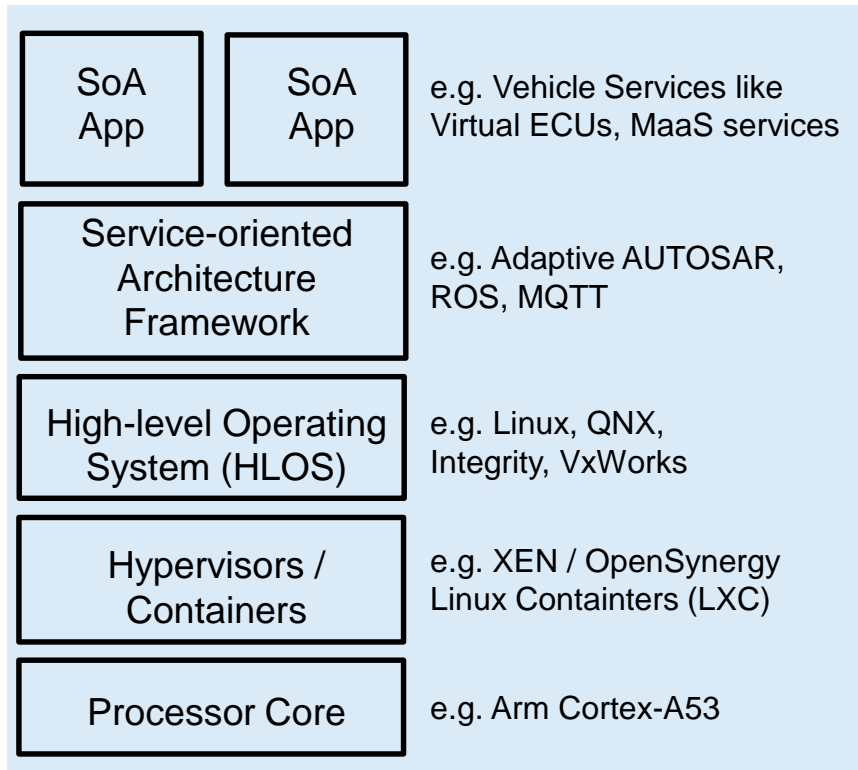 SoA
App
SoA
App
e.g. Vehicle Services like
Virtual ECUs, MaaS services
Service-oriented
Architecture
Framework
e.g. Adaptive AUTOSAR,
ROS, MQTT
High-level Operating
System (HLOS)
e.g. Linux, QNX,
Integrity, VxWorks
Hypervisors /
Containers
e.g. XEN / OpenSynergy
Linux Containters (LXC)
Processor Core
e.g. Arm Cortex-A53